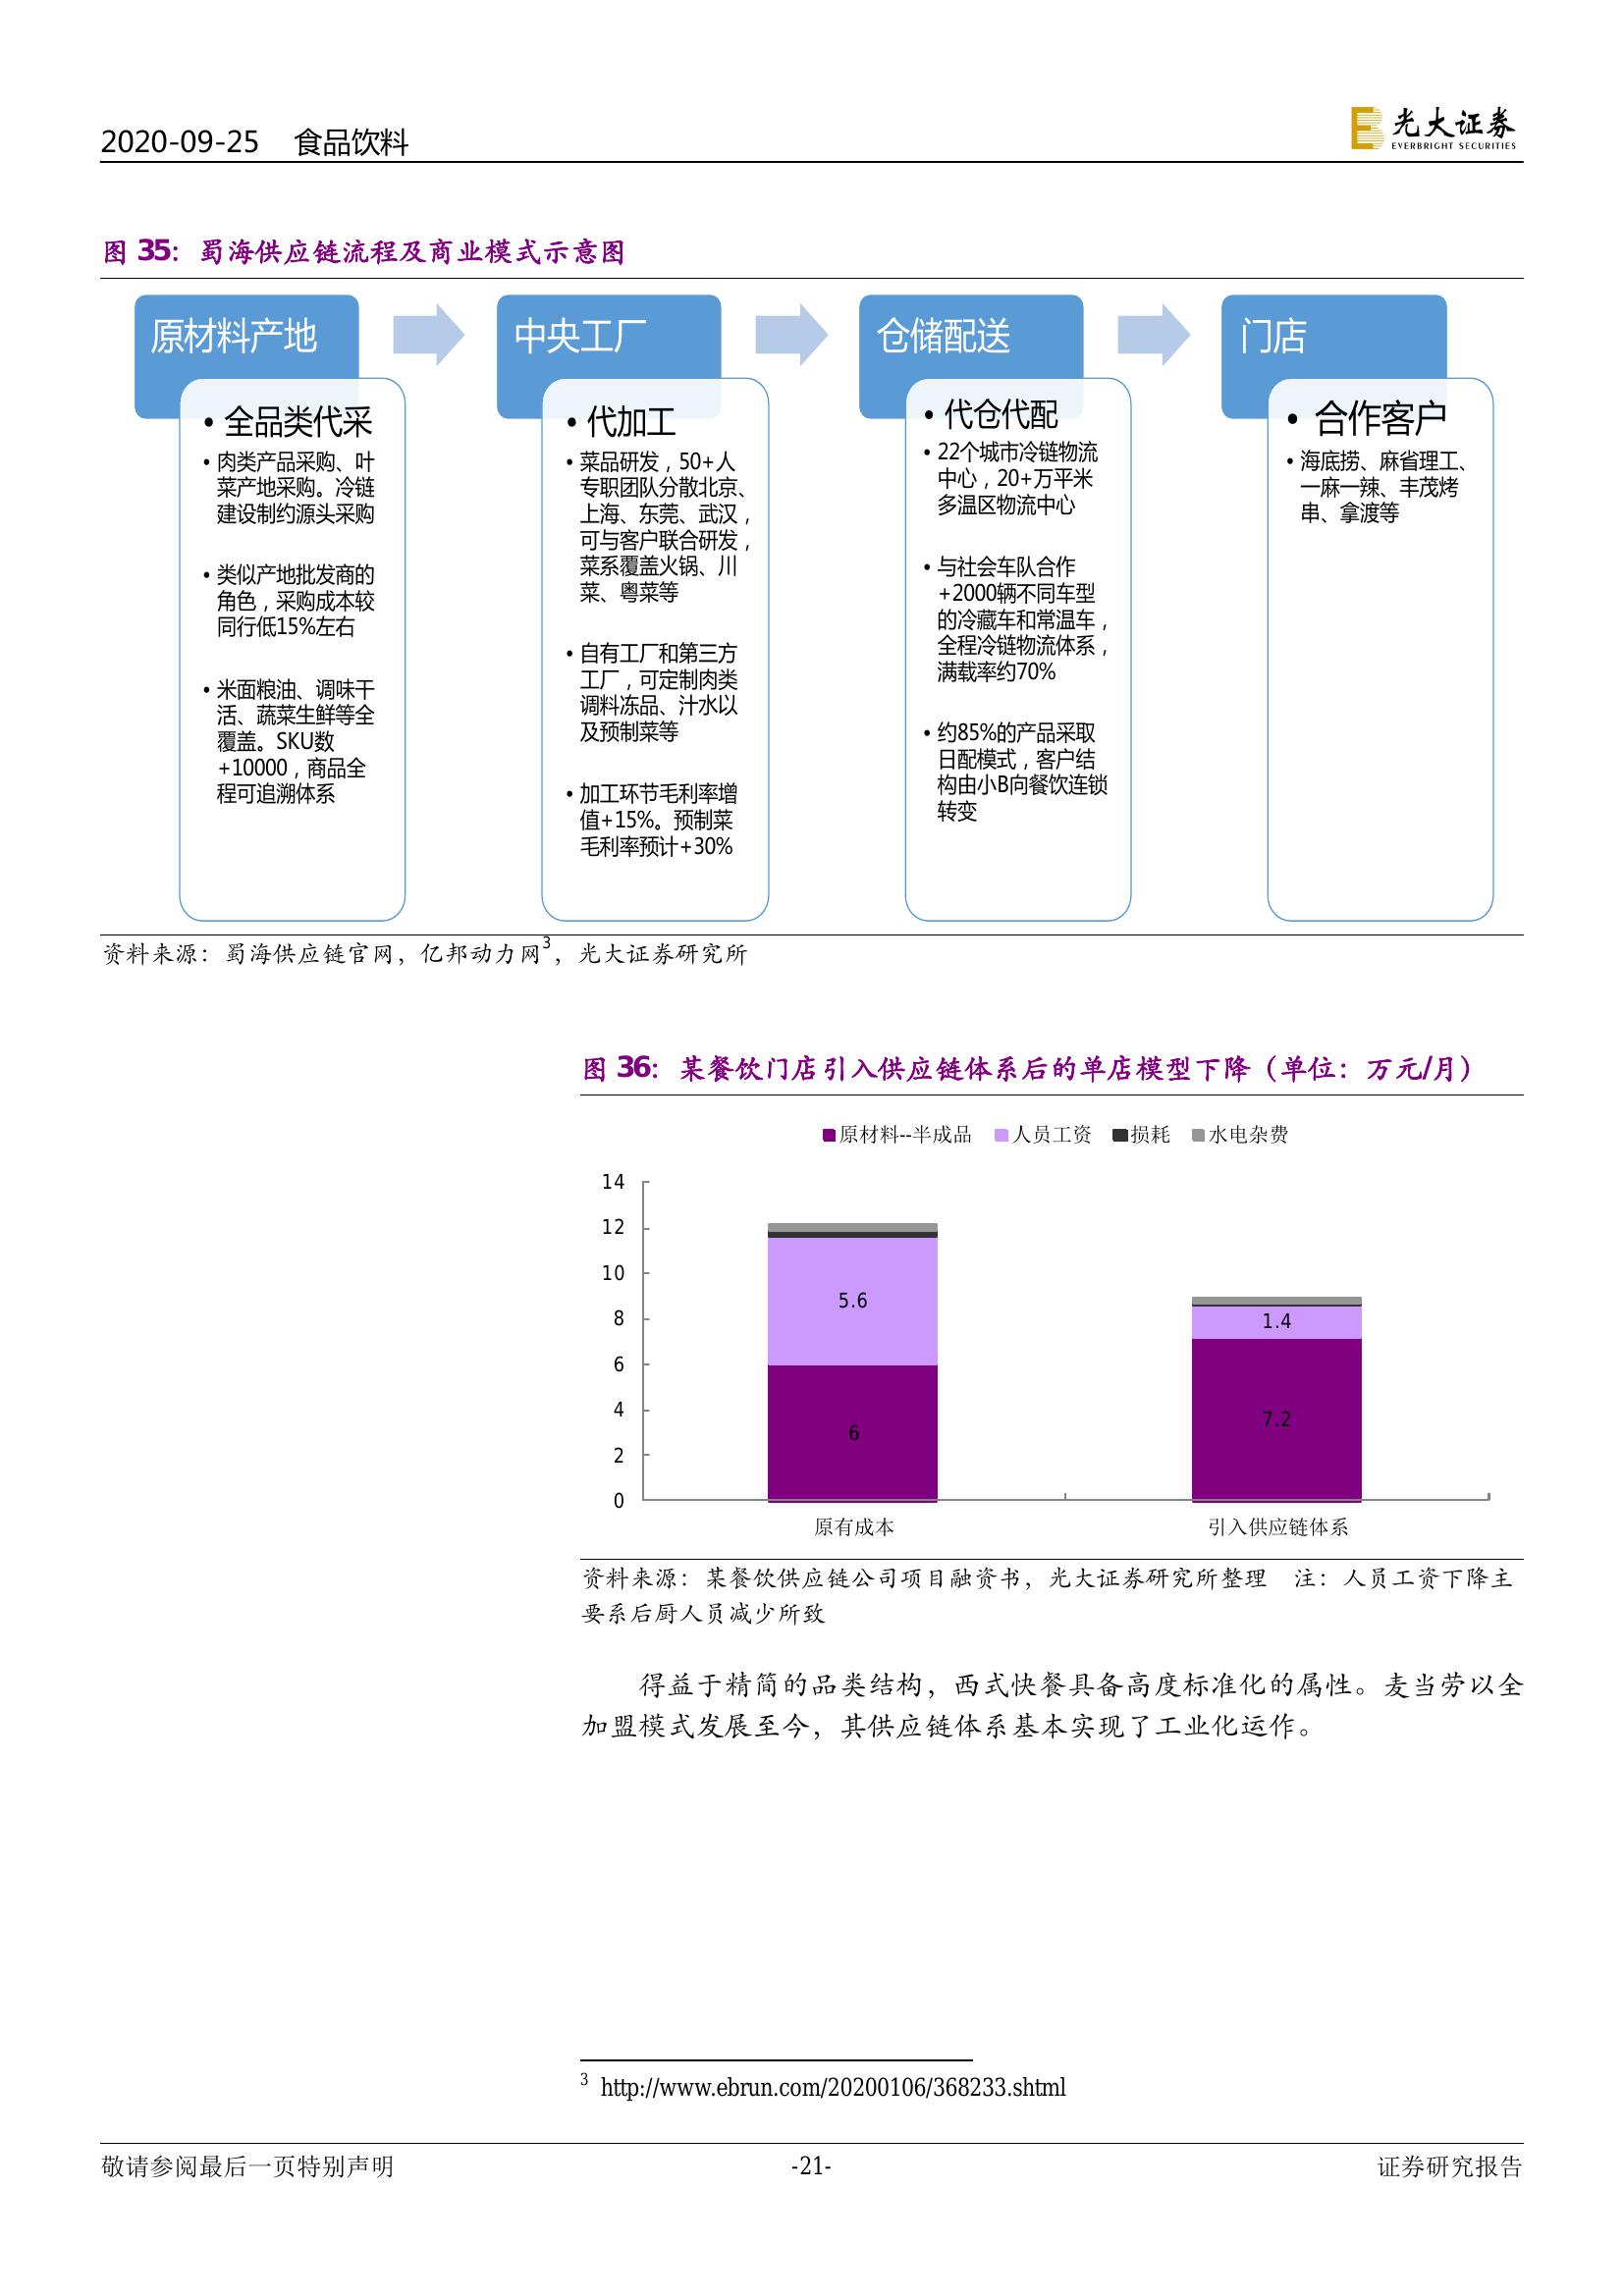 2020-09-25 食品饮料
光大证券
EVERBRIGHT SECURITIES
图 35：蜀海供应链流程及商业模式示意图
原材料产地
• 全品类代采
• 肉类产品采购、叶
菜产地采购。冷链
建设制约源头采购
• 类似产地批发商的
角色，采购成本较
同行低15%左右
• 米面粮油、调味干
活、蔬菜生鲜等全
覆盖。SKU数
+10000，商品全
程可追溯体系
中央工厂
• 代加工
• 菜品研发，50+人
专职团队分散北京、
上海、东莞、武汉，
可与客户联合研发，
菜系覆盖火锅、川
菜、粤菜等
• 自有工厂和第三方
工厂，可定制肉类
调料冻品、汁水以
及预制菜等
• 加工环节毛利率增
值+15%。预制菜
毛利率预计+30%
仓储配送
• 代仓代配
• 22个城市冷链物流
中心，20+万平米
多温区物流中心
• 与社会车队合作
+2000辆不同车型
的冷藏车和常温车，
全程冷链物流体系，
满载率约70%
• 约85%的产品采取
日配模式，客户结
构由小B向餐饮连锁
转变
门店
• 合作客户
• 海底捞、麻省理工、
一麻一辣、丰茂烤
串、拿渡等
资料来源：蜀海供应链官网，亿邦动力网3，光大证券研究所
图 36：某餐饮门店引入供应链体系后的单店模型下降（单位：万元/月）
原材料--半成品 人员工资 损耗 水电杂费
14
12
10
8
6
4
2
0
5.6
6
1.4
7.2
原有成本 引入供应链体系
资料来源：某餐饮供应链公司项目融资书，光大证券研究所整理 注：人员工资下降主
要系后厨人员减少所致
得益于精简的品类结构，西式快餐具备高度标准化的属性。麦当劳以全
加盟模式发展至今，其供应链体系基本实现了工业化运作。
3 http://www.ebrun.com/20200106/368233.shtml
敬请参阅最后一页特别声明 -21- 证券研究报告